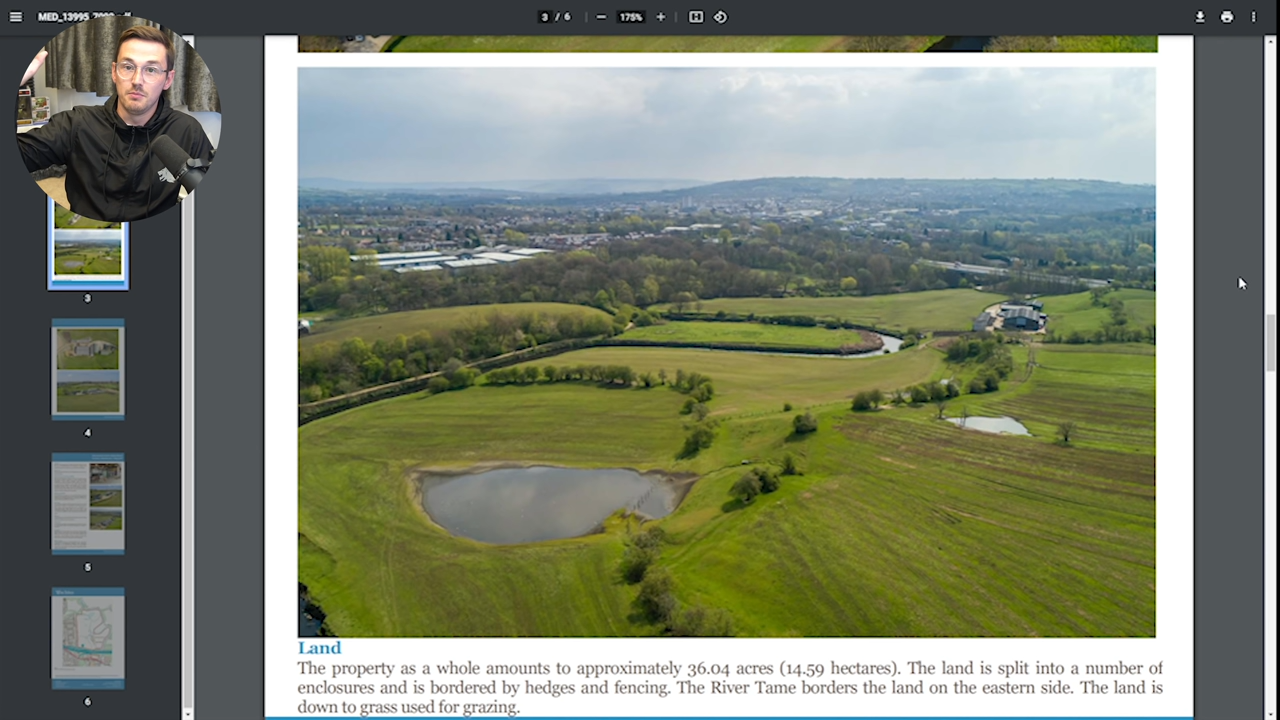 MED_13995
3 / 6
175%
3
4
5
6
Land
The property as a whole amounts to approximately 36.04 acres (14.59 hectares). The land is split into a number of
enclosures and is bordered by hedges and fencing. The River Tame borders the land on the eastern side. The land is
down to grass used for grazing.